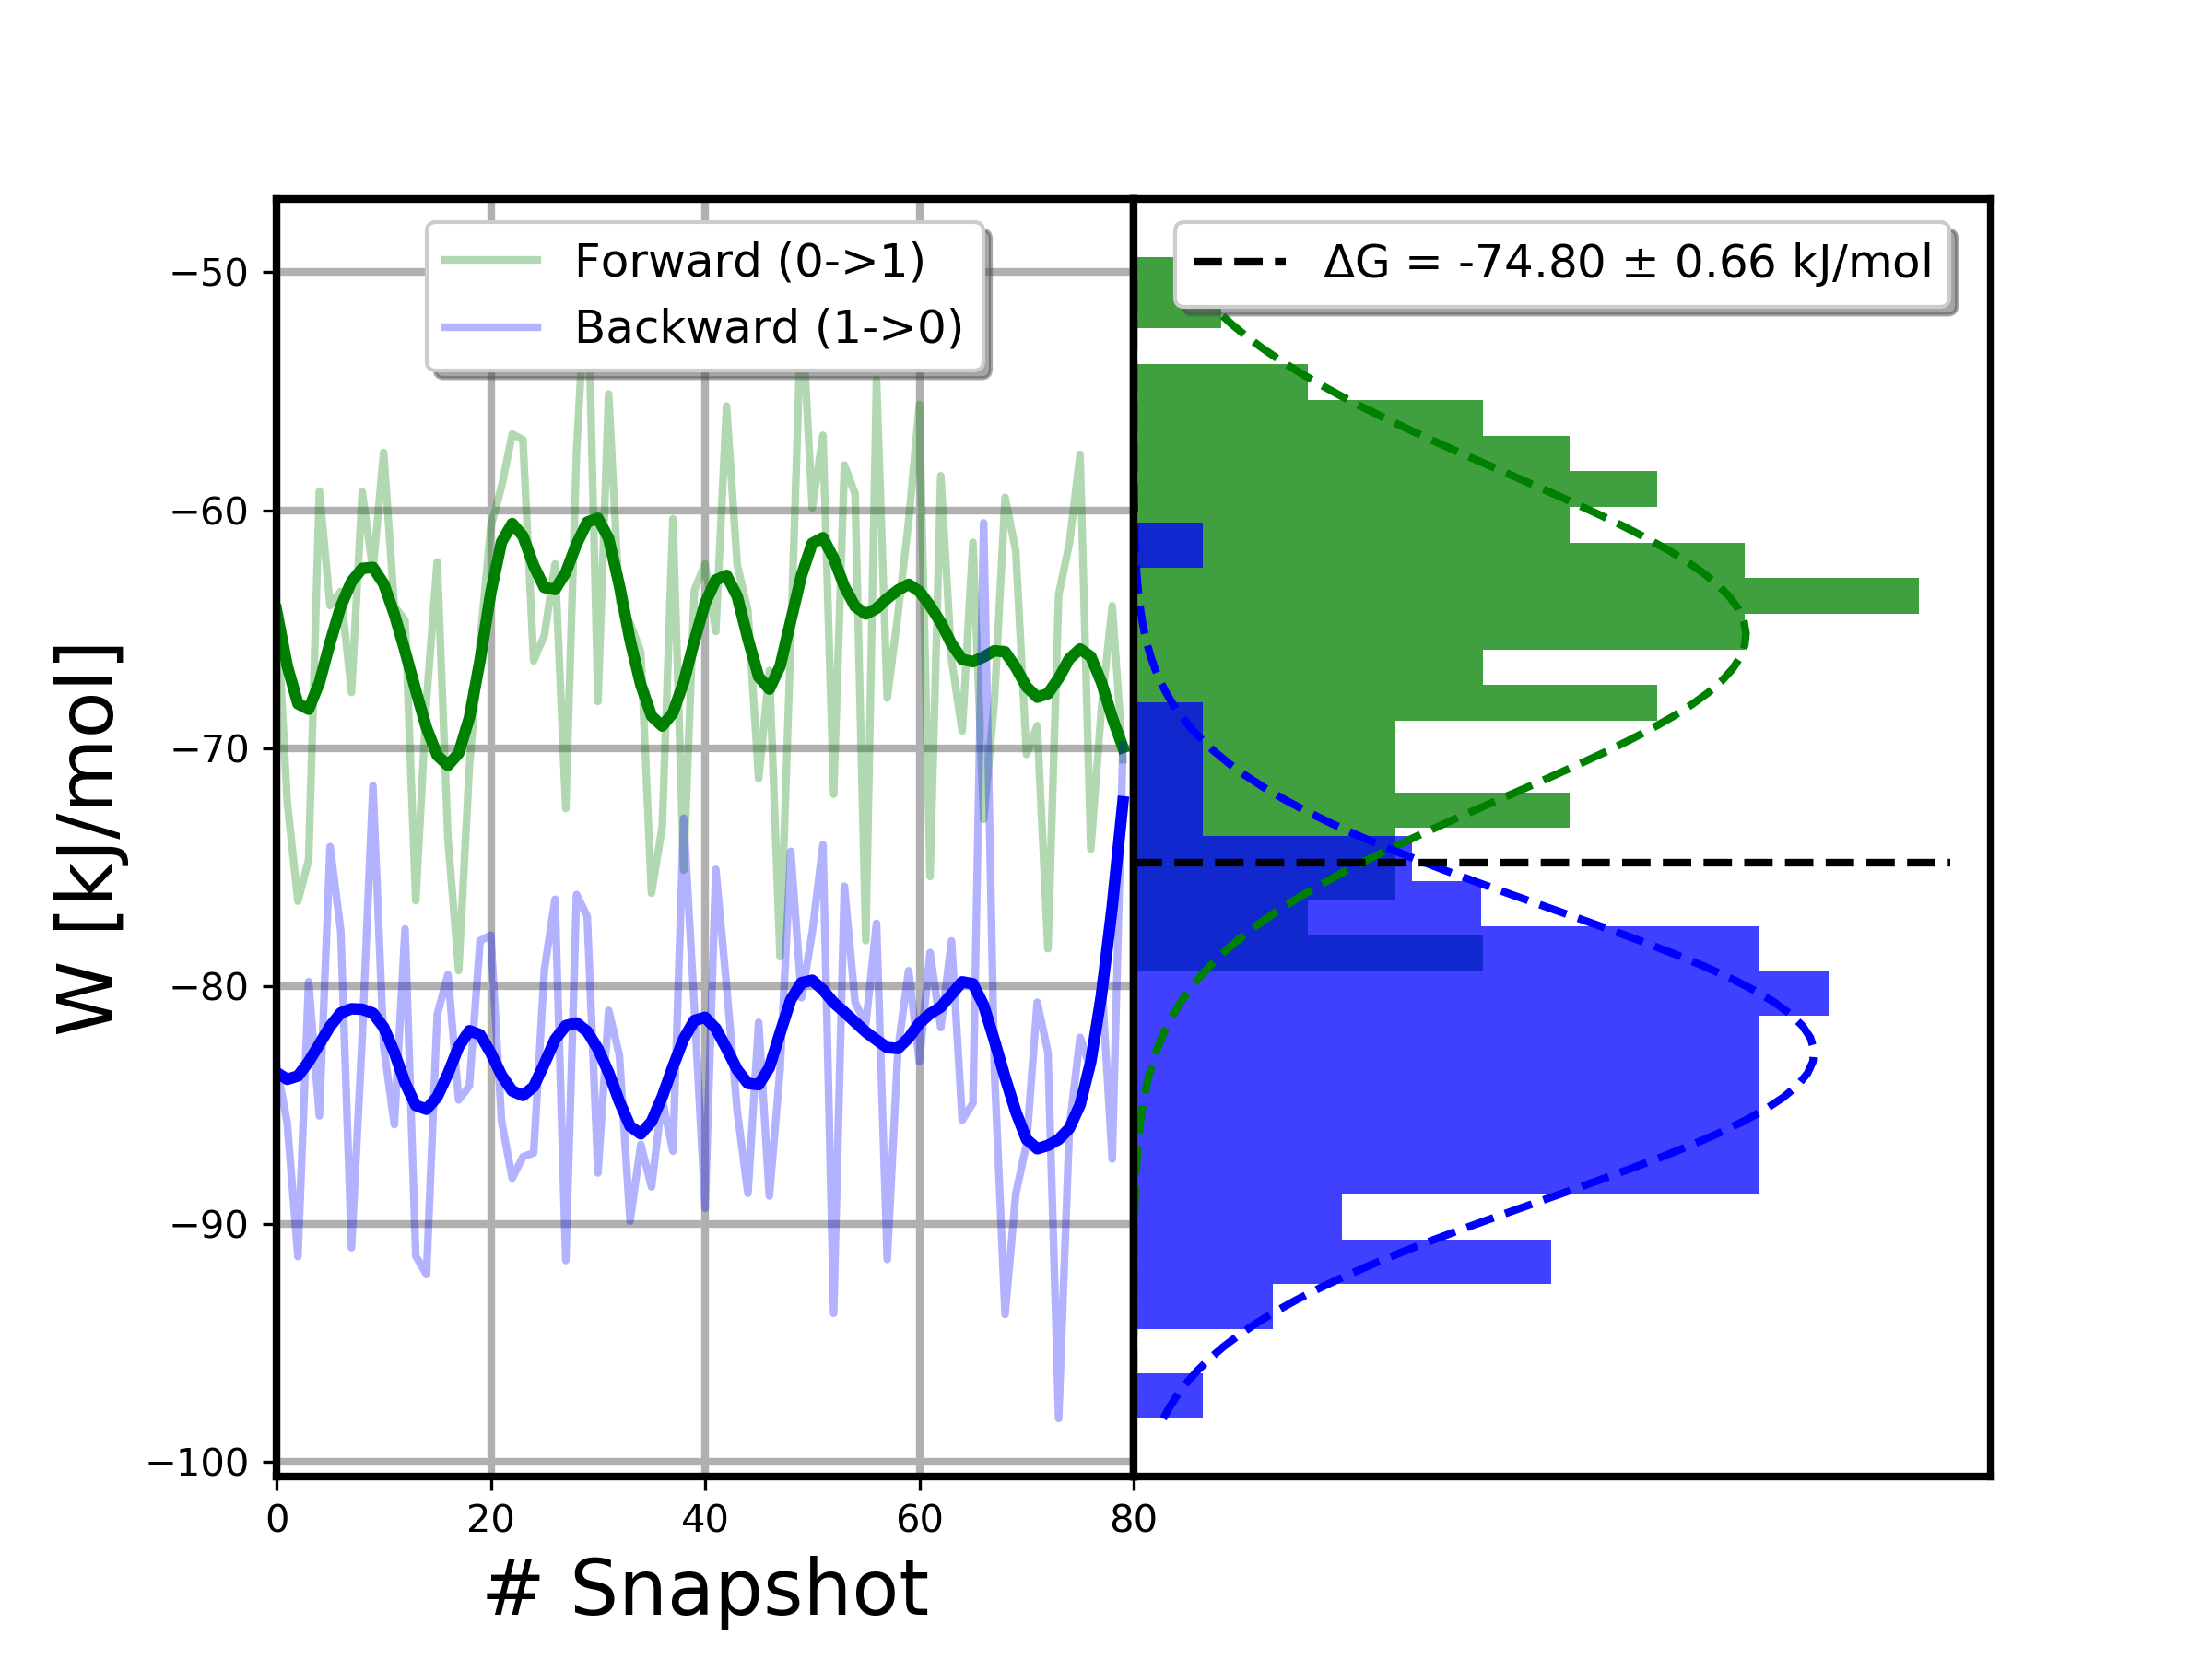 Forward (0->1)
Backward (1->0)
ΔG = -74.80 ± 0.66 kJ/mol
W [kJ/mol]
−50
−60
−70
−80
−90
−100
0 20 40 60 80
# Snapshot